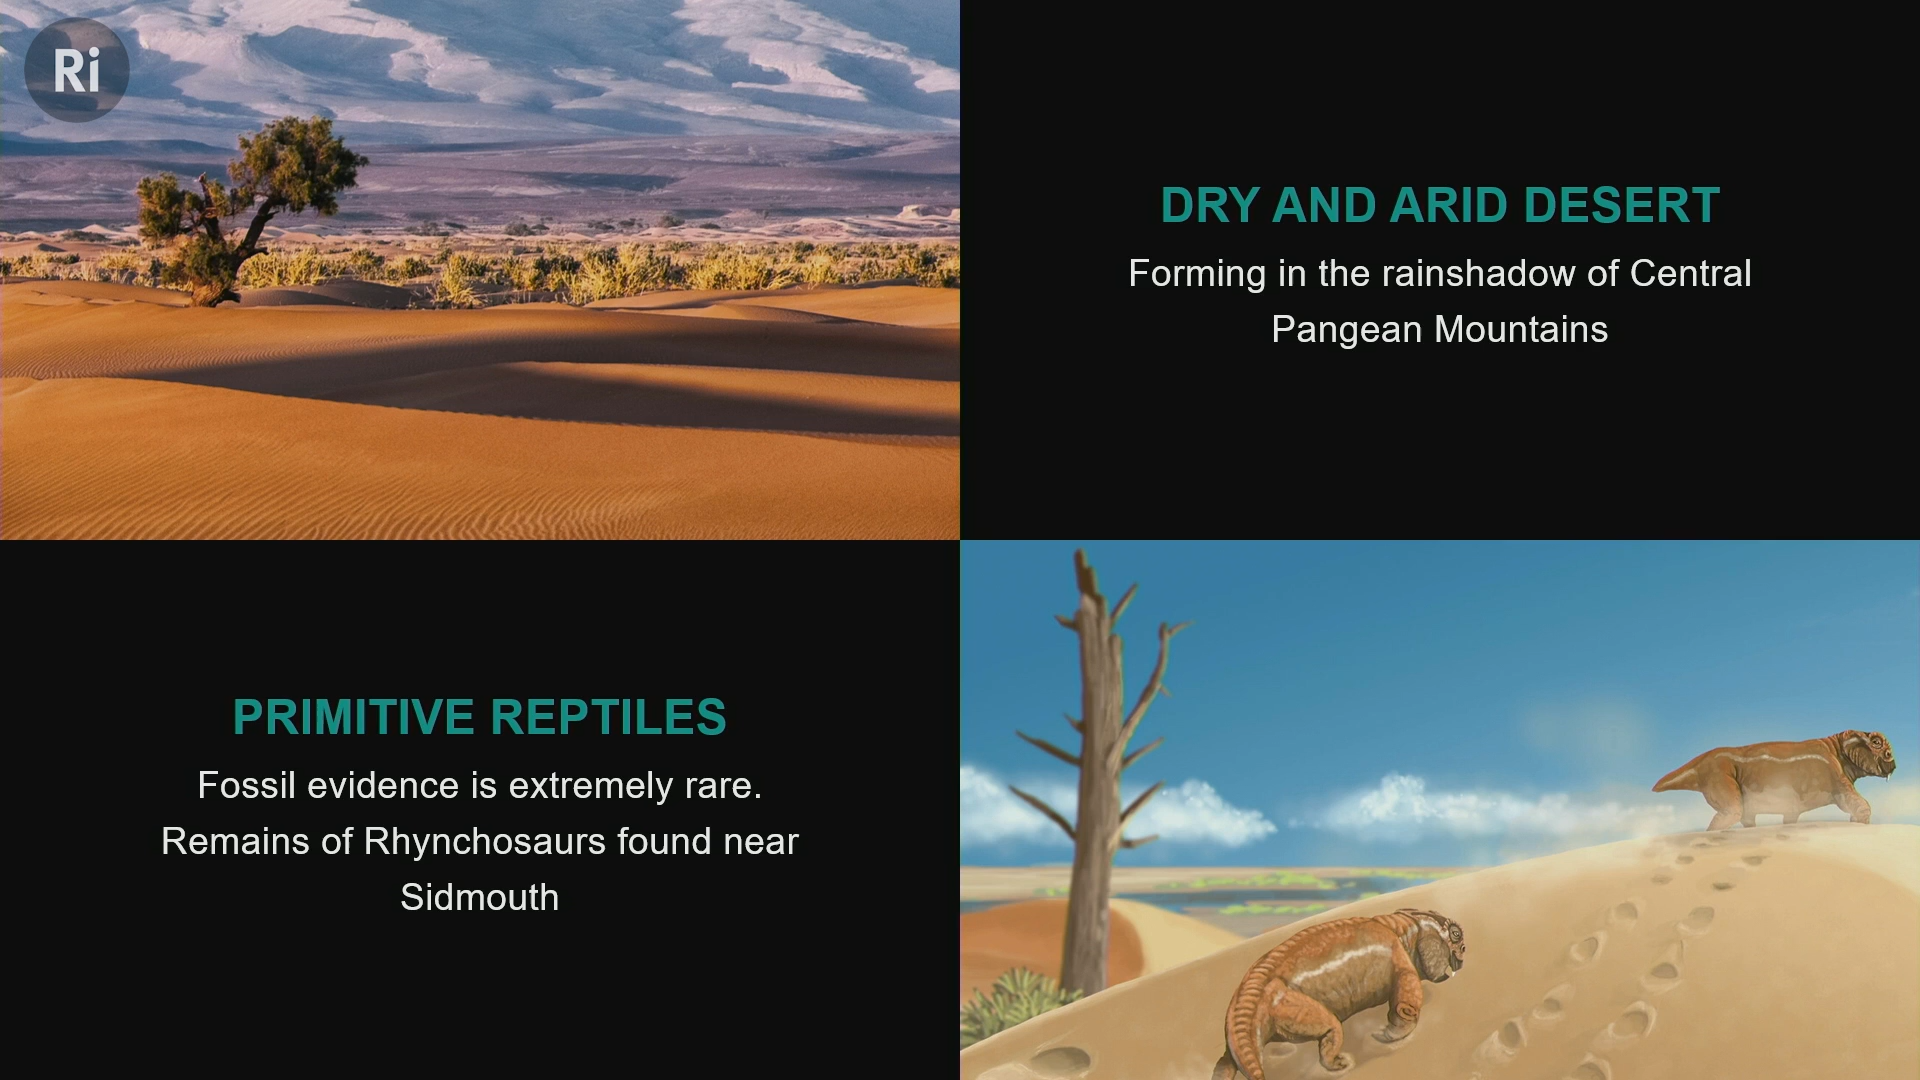 Ri
DRY AND ARID DESERT
Forming in the rainshadow of Central
Pangean Mountains
PRIMITIVE REPTILES
Fossil evidence is extremely rare.
Remains of Rhynchosaurs found near
Sidmouth